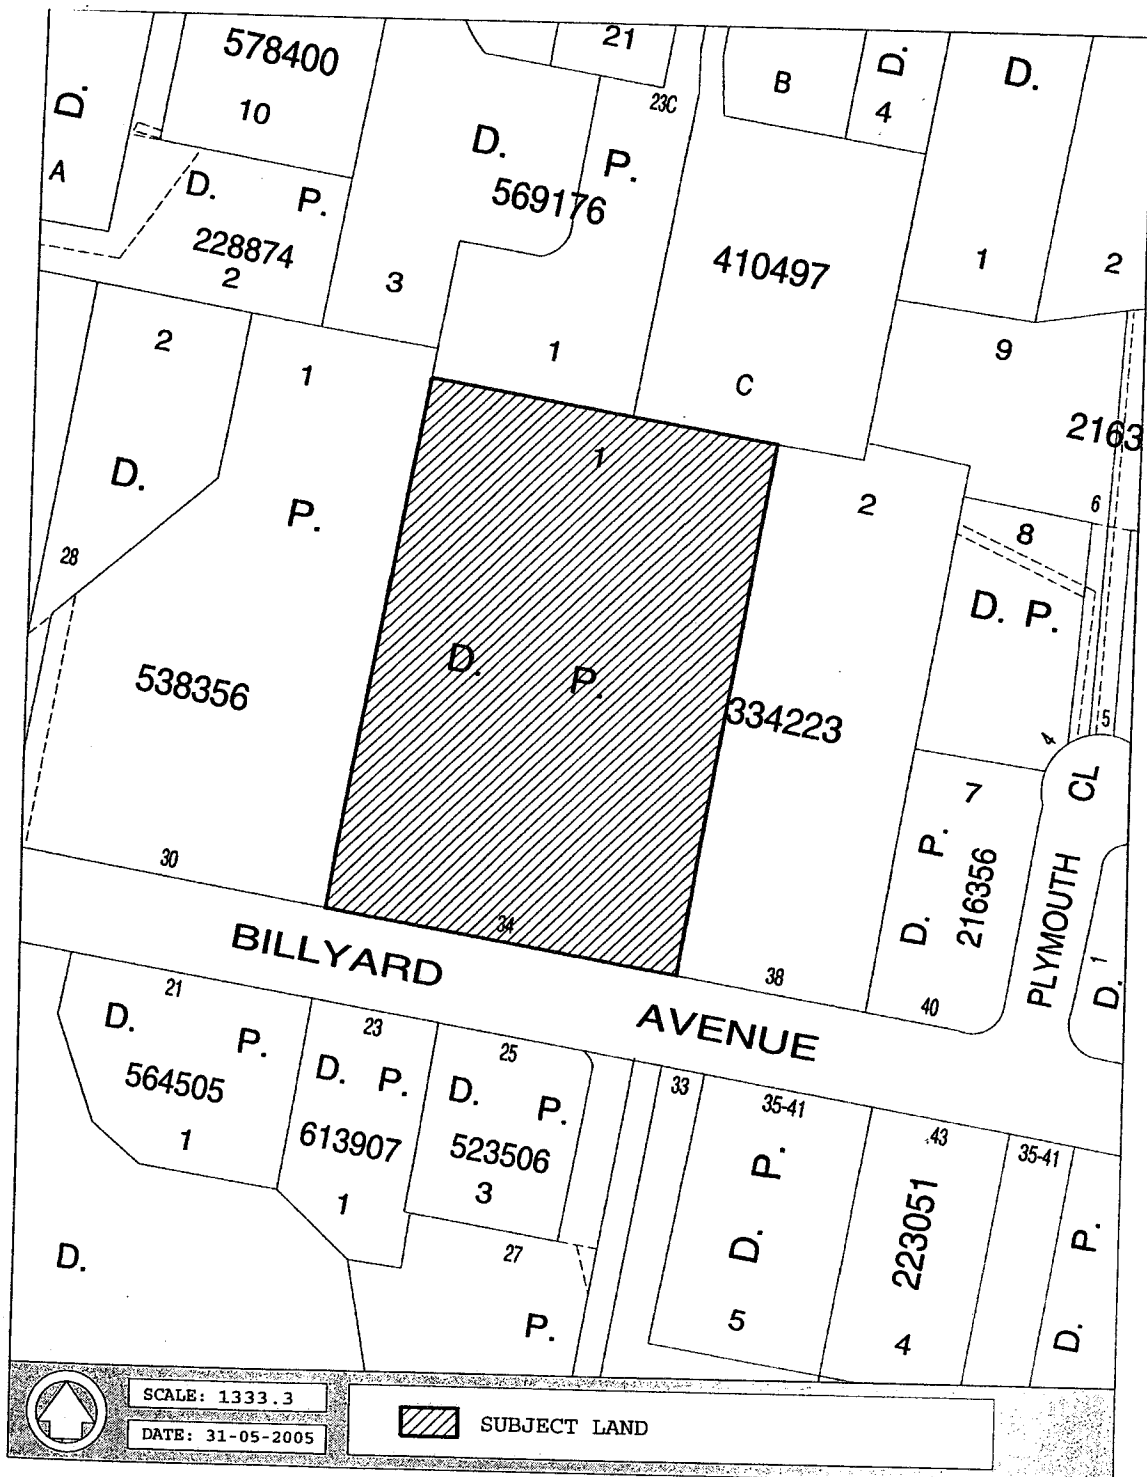 578400
10
21
23C
B
D.
4
D.
D.
A
D. P.
228874
2
D. P.
569176
3
410497
1
2
2
1
1
C
9
2163
6
D. P.
28
538356
30
1
D. P.
34
2
334223
38
8
D. P.
4
5
7
D. P.
216356
40
PLYMOUTH CL
1
D.
BILLYARD AVENUE
21
D. P.
564505
1
23
D. P.
613907
1
25
D. P.
523506
3
27
D. P.
33
35-41
D. P.
5
43
223051
4
35-41
D. P.
SCALE: 1333.3
DATE: 31-05-2005
SUBJECT LAND